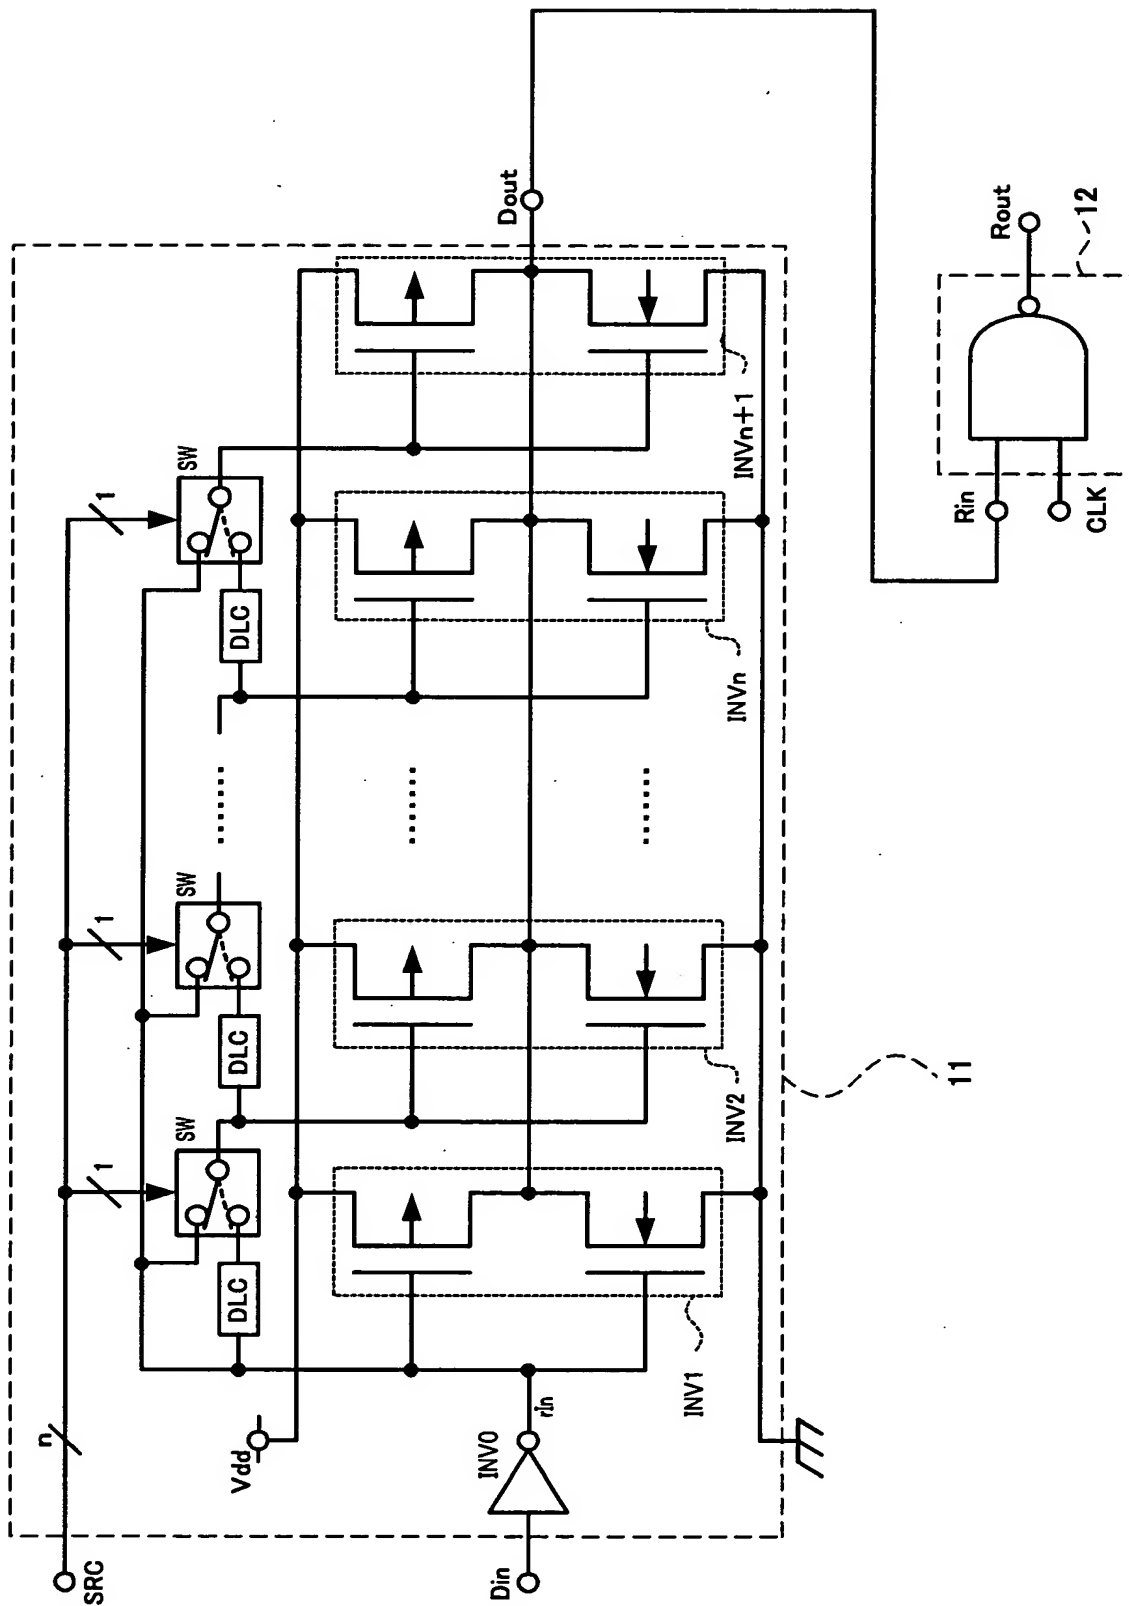 SRC
n
1
1
1
SW
SW
SW
DLC
DLC
DLC
Vdd
Din
INV0
rIn
INV1
INV2
INVn
INVn+1
Dout
11
Rin
CLK
Rout
12